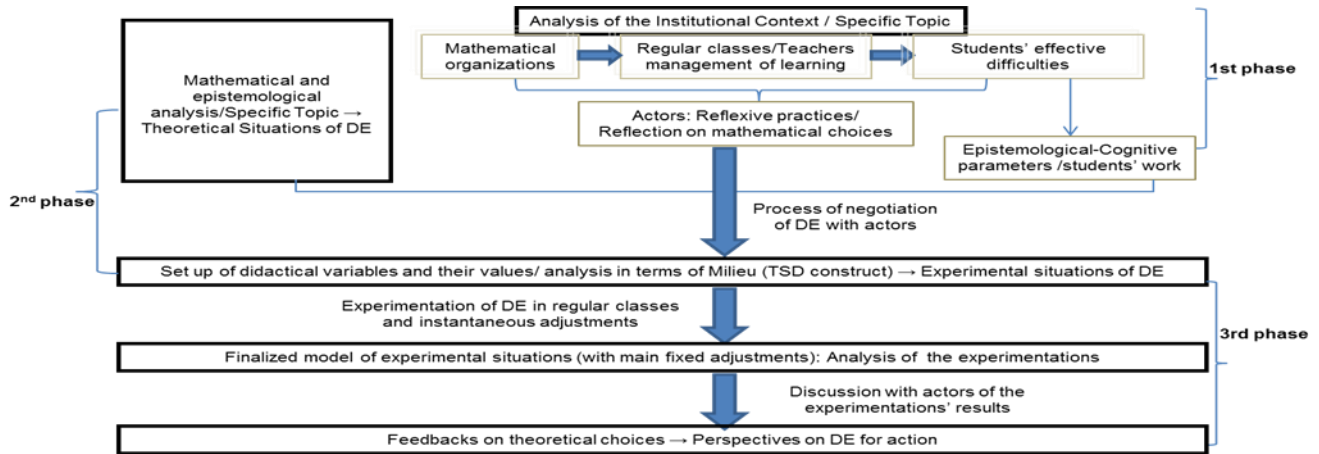 Analysis of the Institutional Context / Specific Topic
Mathematical
organizations
Regular classes/Teachers
management of learning
Students’ effective
difficulties
1st phase
Mathematical and
epistemological
analysis/Specific Topic →
Theoretical Situations of DE
Actors: Reflexive practices/
Reflection on mathematical choices
Epistemological-Cognitive
parameters /students’ work
2nd phase
Process of negotiation
of DE with actors
Set up of didactical variables and their values/ analysis in terms of Milieu (TSD construct) → Experimental situations of DE
Experimentation of DE in regular classes
and instantaneous adjustments
3rd phase
Finalized model of experimental situations (with main fixed adjustments): Analysis of the experimentations
Discussion with actors of the
experimentations’ results
Feedbacks on theoretical choices → Perspectives on DE for action